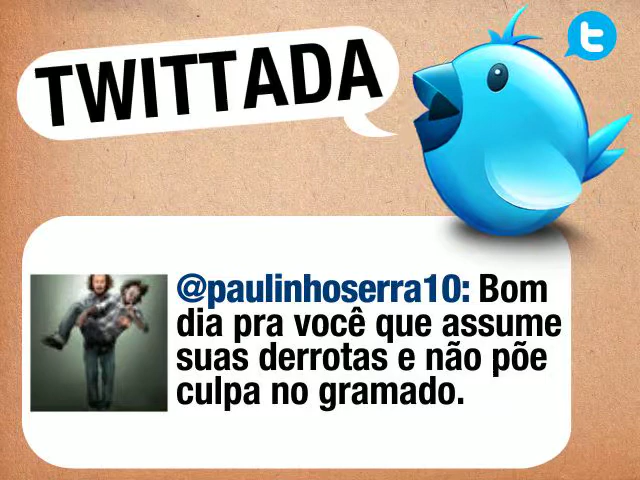 TWITTADA
@paulinhoserra10: Bom
dia pra você que assume
suas derrotas e não põe
culpa no gramado.